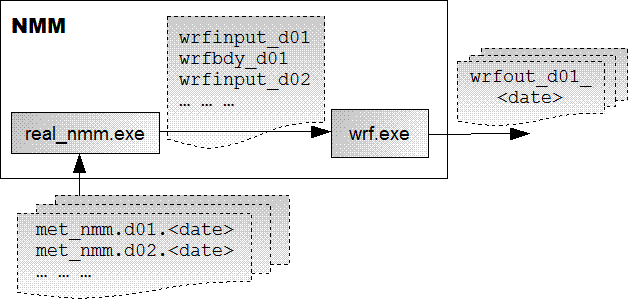 NMM
wrfinput_d01
wrfbdy_d01
wrfinput_d02
… … …
real_nmm.exe
wrf.exe
wrfout_d01_
<date>
met_nmm.d01.<date>
met_nmm.d02.<date>
… … …